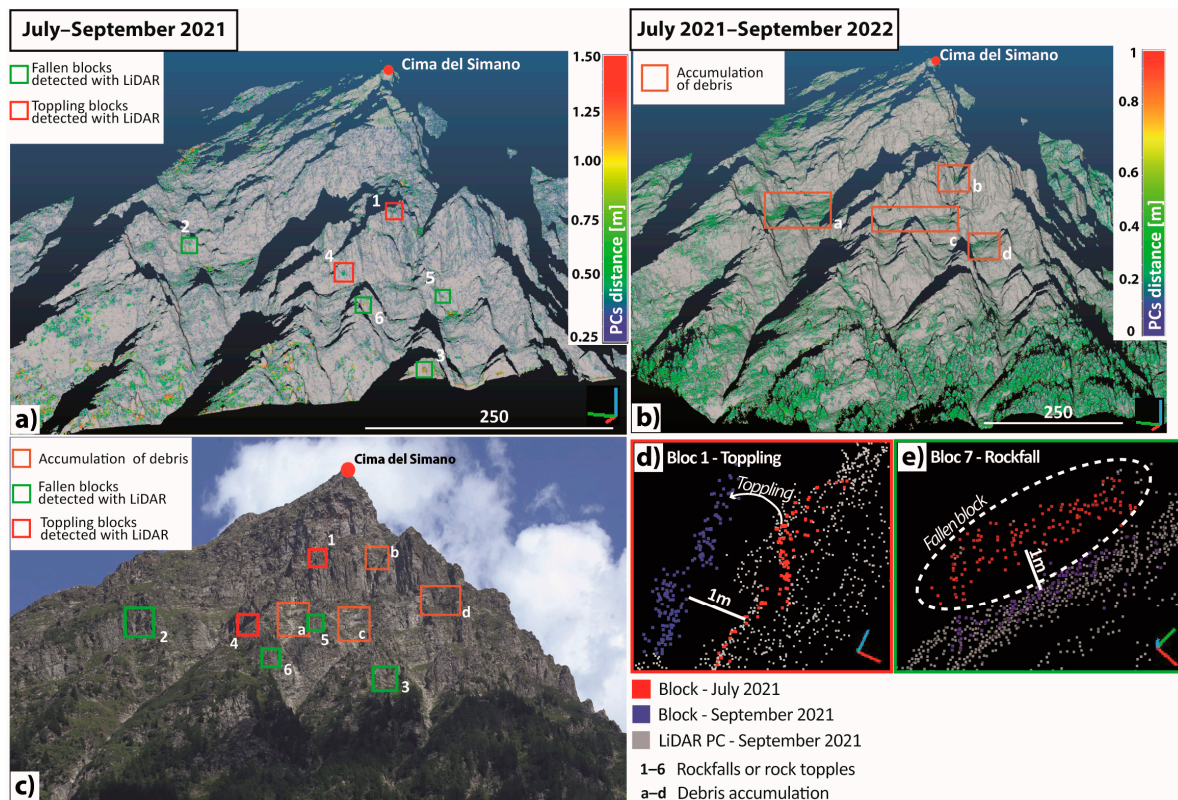 July–September 2021
Fallen blocks
detected with LiDAR
Toppling blocks
detected with LiDAR
Cima del Simano
1.50
1.25
1.00
0.75
0.50
0.25
PCs distance [m]
1
2
4
5
6
3
250
a)
July 2021–September 2022
Accumulation
of debris
Cima del Simano
1
0.8
0.6
0.4
0.2
0
PCs distance [m]
b
a
c
d
250
b)
Accumulation of debris
Fallen blocks
detected with LiDAR
Toppling blocks
detected with LiDAR
Cima del Simano
1
b
d
2
4
a
5
c
6
3
c)
d) Bloc 1 - Toppling
Toppling
1m
e) Bloc 7 - Rockfall
Fallen block
1m
Block - July 2021
Block - September 2021
LiDAR PC - September 2021
1–6 Rockfalls or rock topples
a–d Debris accumulation